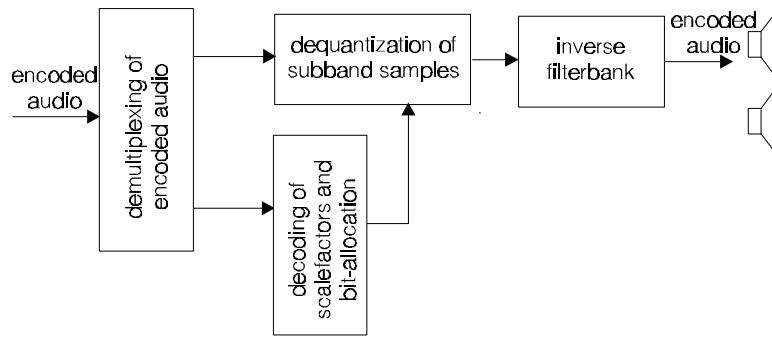 encoded
audio
demultiplexing of
encoded audio
dequantization of
subband samples
decoding of
scalefactors and
bit-allocation
inverse
filterbank
encoded
audio